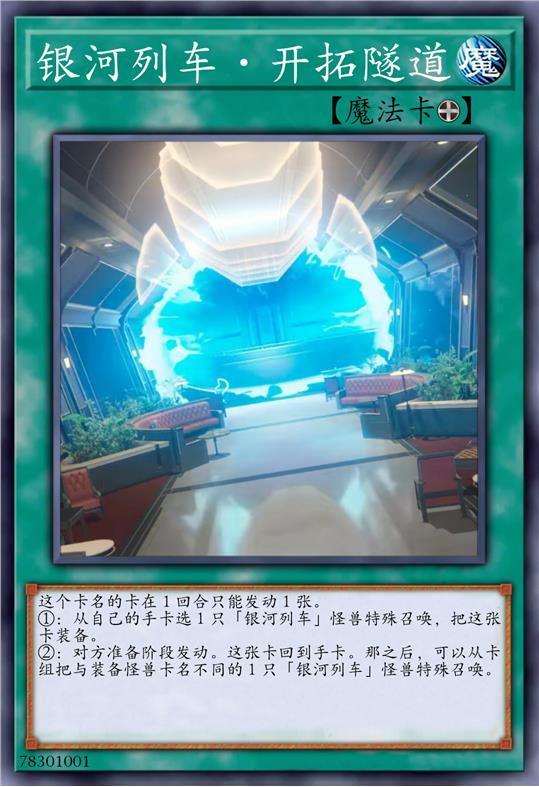 银河列车·开拓隧道 魔
【魔法卡】
这个卡名的卡在1回合只能发动1张。
①：从自己的手卡选1只「银河列车」怪兽特殊召唤，把这张
卡装备。
②：对方准备阶段发动。这张卡回到手卡。那之后，可以从卡
组把与装备怪兽卡名不同的1只「银河列车」怪兽特殊召唤。
78301001